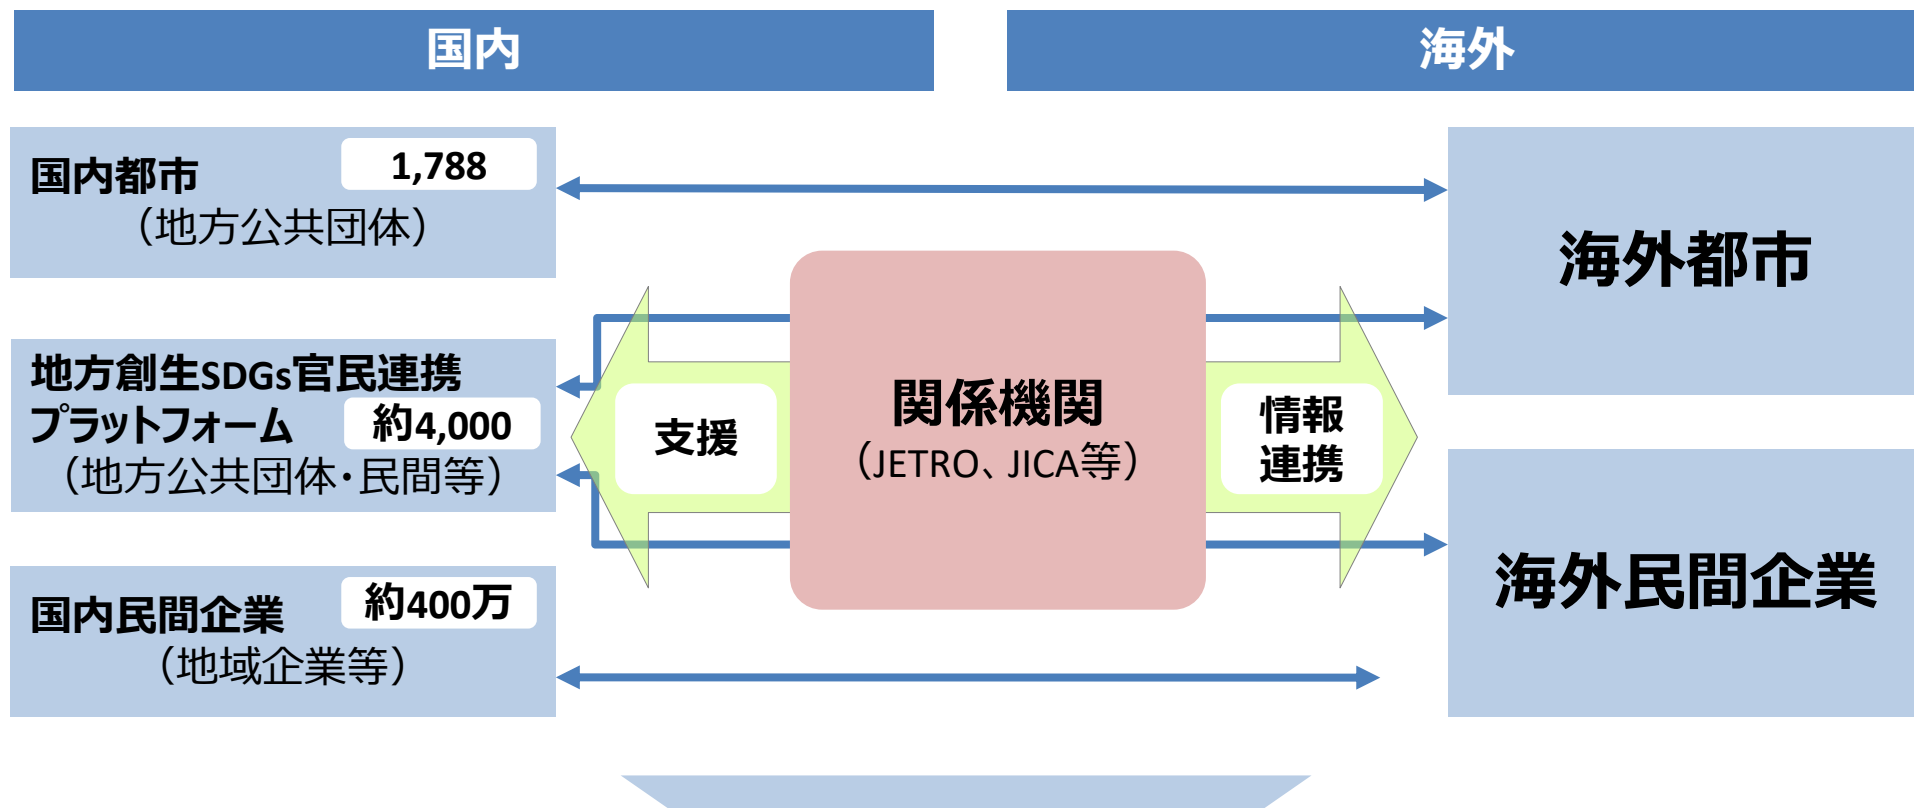 国内
海外
国内都市
1,788
（地方公共団体）
地方創生SDGs官民連携
プラットフォーム
約4,000
（地方公共団体・民間等）
国内民間企業
約400万
（地域企業等）
支援
関係機関
（JETRO、JICA等）
情報
連携
海外都市
海外民間企業